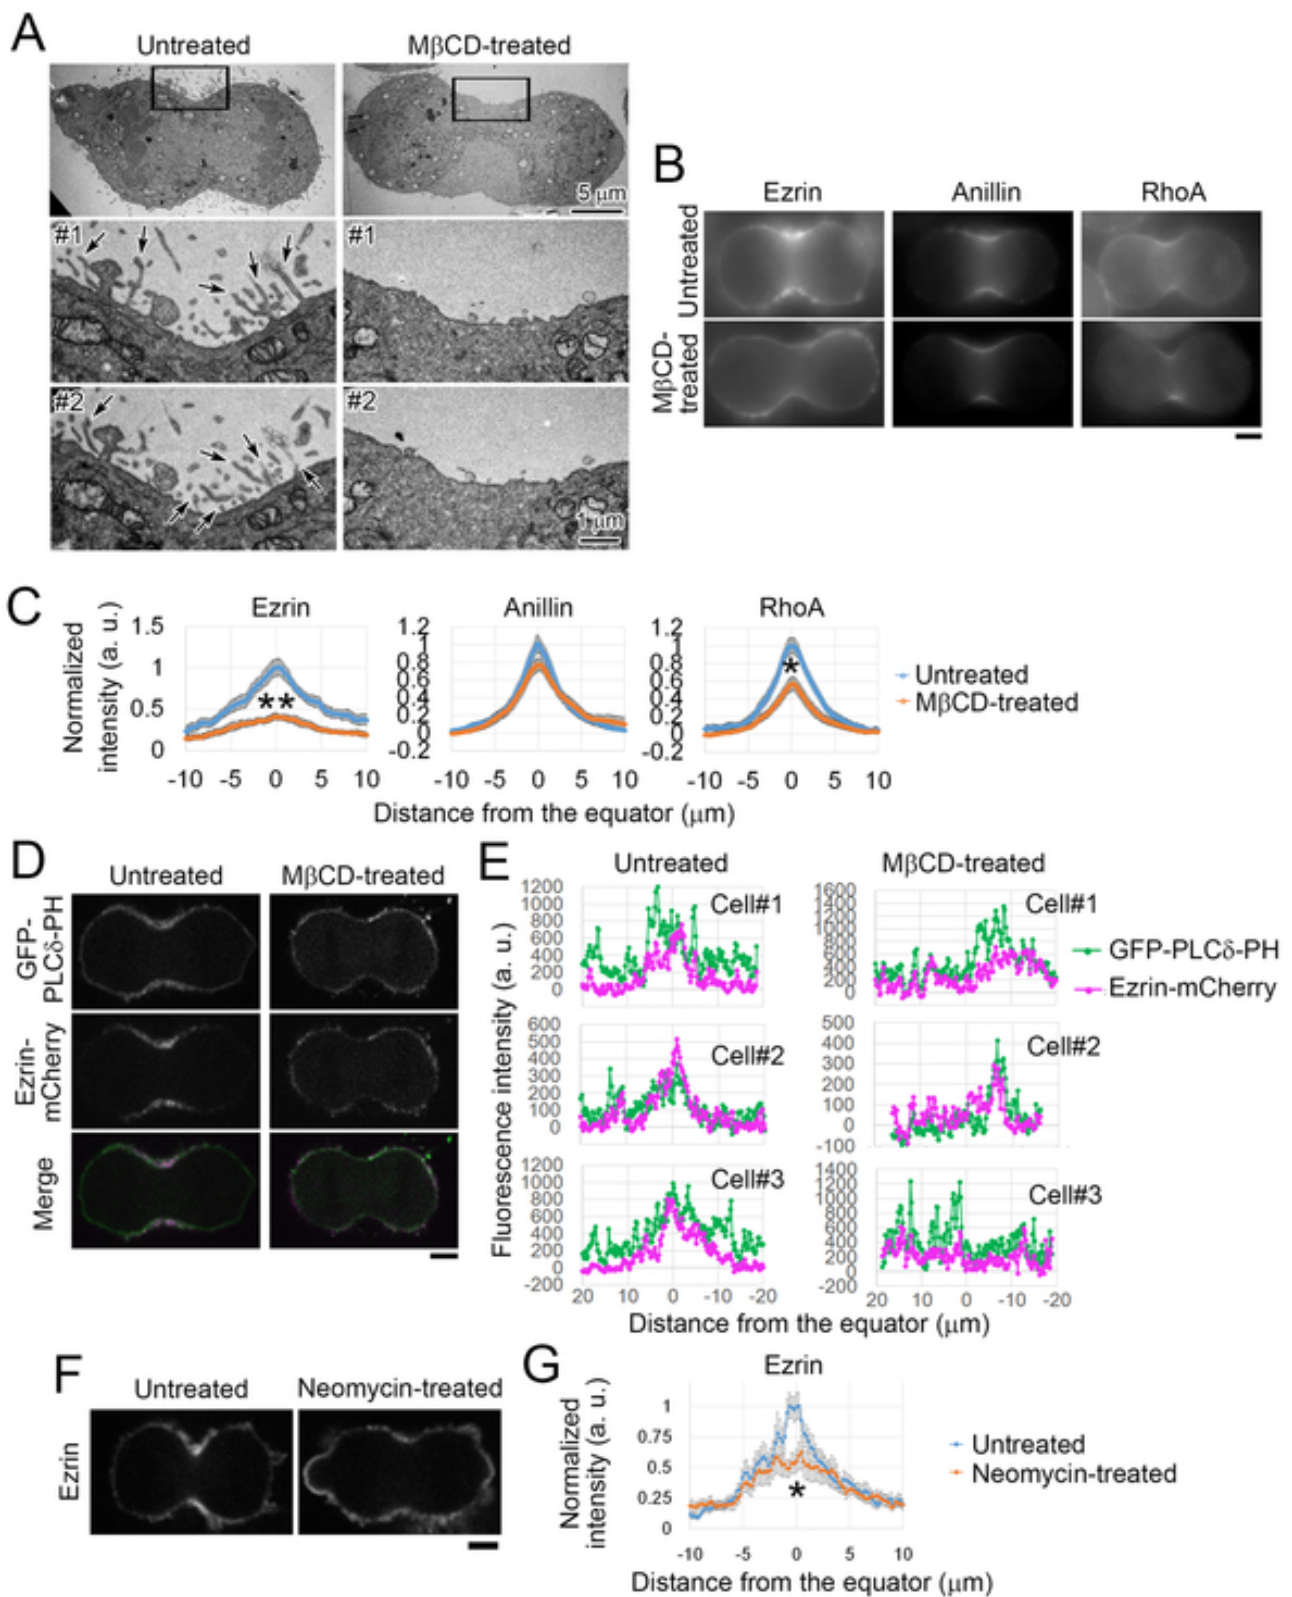 A
Untreated
MβCD-treated
5 μm
#1
#1
#2
#2
1 μm
B
Ezrin
Anillin
RhoA
Untreated
MβCD-
treated
C
Ezrin
Anillin
RhoA
Normalized
intensity (a. u.)
1.5
1
0.5
0
1.2
1
0.8
0.6
0.4
0.2
0
-0.2
1.2
1
0.8
0.6
0.4
0.2
0
-0.2
**
*
Untreated
MβCD-treated
-10 -5 0 5 10
-10 -5 0 5 10
-10 -5 0 5 10
Distance from the equator (μm)
D
Untreated
MβCD-treated
GFP-
PLCδ-PH
Ezrin-
mCherry
Merge
E
Untreated
MβCD-treated
Fluorescence intensity (a. u.)
1200
1000
800
600
400
200
0
Cell#1
1600
1400
1200
1000
800
600
400
200
0
Cell#1
GFP-PLCδ-PH
Ezrin-mCherry
600
500
400
300
200
100
0
Cell#2
500
400
300
200
100
0
-100
Cell#2
1200
1000
800
600
400
200
0
-200
Cell#3
1400
1200
1000
800
600
400
200
0
-200
Cell#3
20 10 0 -10 -20
20 10 0 -10 -20
Distance from the equator (μm)
F
Untreated
Neomycin-treated
Ezrin
G
Ezrin
Normalized
intensity (a. u.)
1
0.75
0.5
0.25
0
*
Untreated
Neomycin-treated
-10 -5 0 5 10
Distance from the equator (μm)